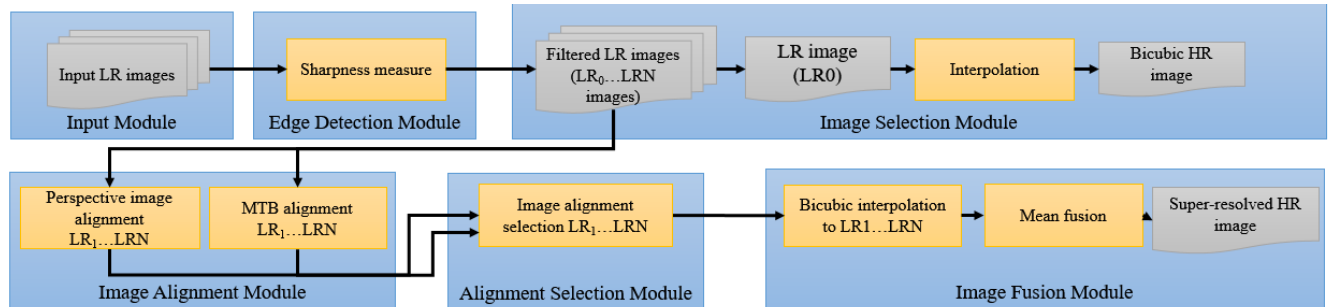 Input LR images
Input Module
Sharpness measure
Edge Detection Module
Filtered LR images
(LR₀…LRN
images)
LR image
(LR0)
Interpolation
Bicubic HR
image
Image Selection Module
Perspective image
alignment
LR₁…LRN
MTB alignment
LR₁…LRN
Image Alignment Module
Image alignment
selection LR₁…LRN
Alignment Selection Module
Bicubic interpolation
to LR1…LRN
Mean fusion
Super-resolved HR
image
Image Fusion Module